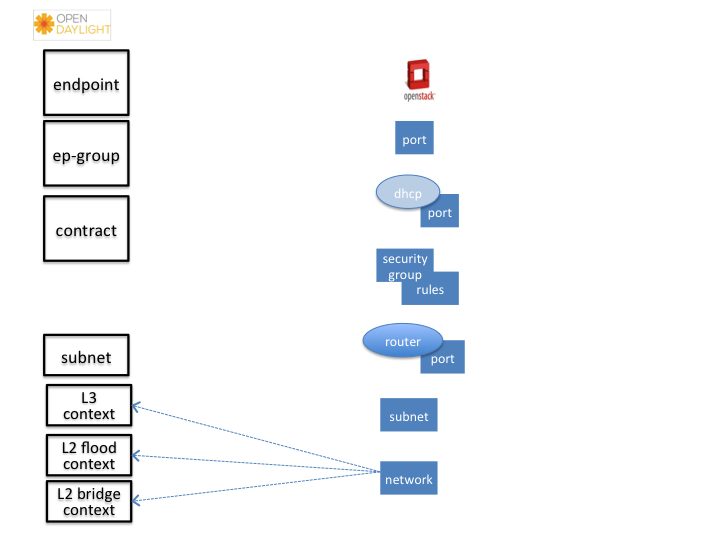 OPEN
DAYLIGHT
endpoint
ep-group
contract
subnet
L3
context
L2 flood
context
L2 bridge
context
openstack
port
dhcp
port
security
group
rules
router
port
subnet
network